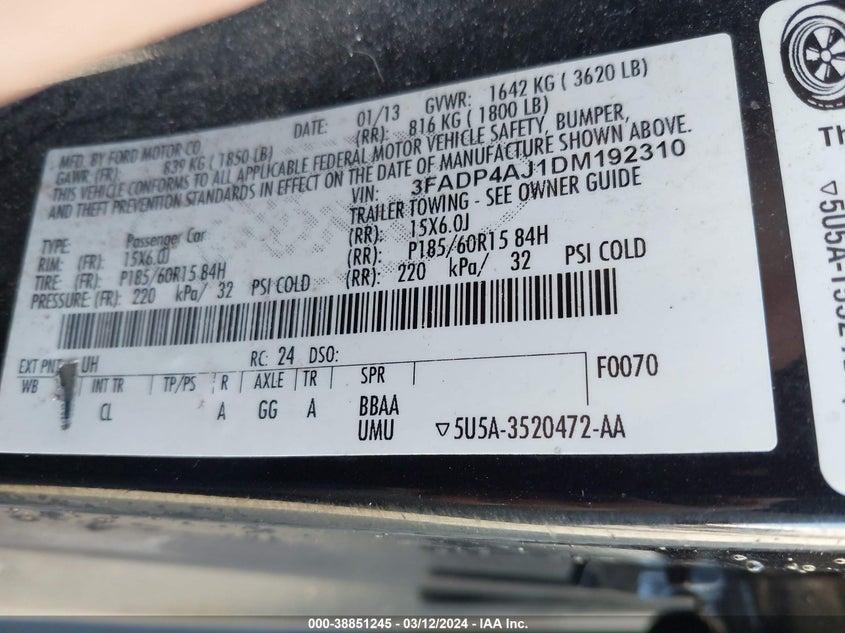 MFD. BY FORD MOTOR CO.
DATE: 01/13 GVWR: 1642 KG ( 3620 LB)
GAWR: (FR): 839 KG ( 1850 LB) (RR): 816 KG ( 1800 LB)
THIS VEHICLE CONFORMS TO ALL APPLICABLE FEDERAL MOTOR VEHICLE SAFETY, BUMPER,
AND THEFT PREVENTION STANDARDS IN EFFECT ON THE DATE OF MANUFACTURE SHOWN ABOVE.
VIN: 3FADP4AJ1DM192310
TYPE: Passenger Car TRAILER TOWING - SEE OWNER GUIDE
RIM: (FR): 15X6.0J (RR): 15X6.0J
TIRE: (FR): P185/60R15 84H (RR): P185/60R15 84H
PRESSURE: (FR): 220 kPa/ 32 PSI COLD (RR): 220 kPa/ 32 PSI COLD
EXT PNT: UH RC: 24 DSO: F0070
WB INT TR TP/PS R AXLE TR SPR
CL A GG A BBAA
UMU ▽5U5A-3520472-AA
Th
000-38851245 - 03/12/2024 - IAA Inc.